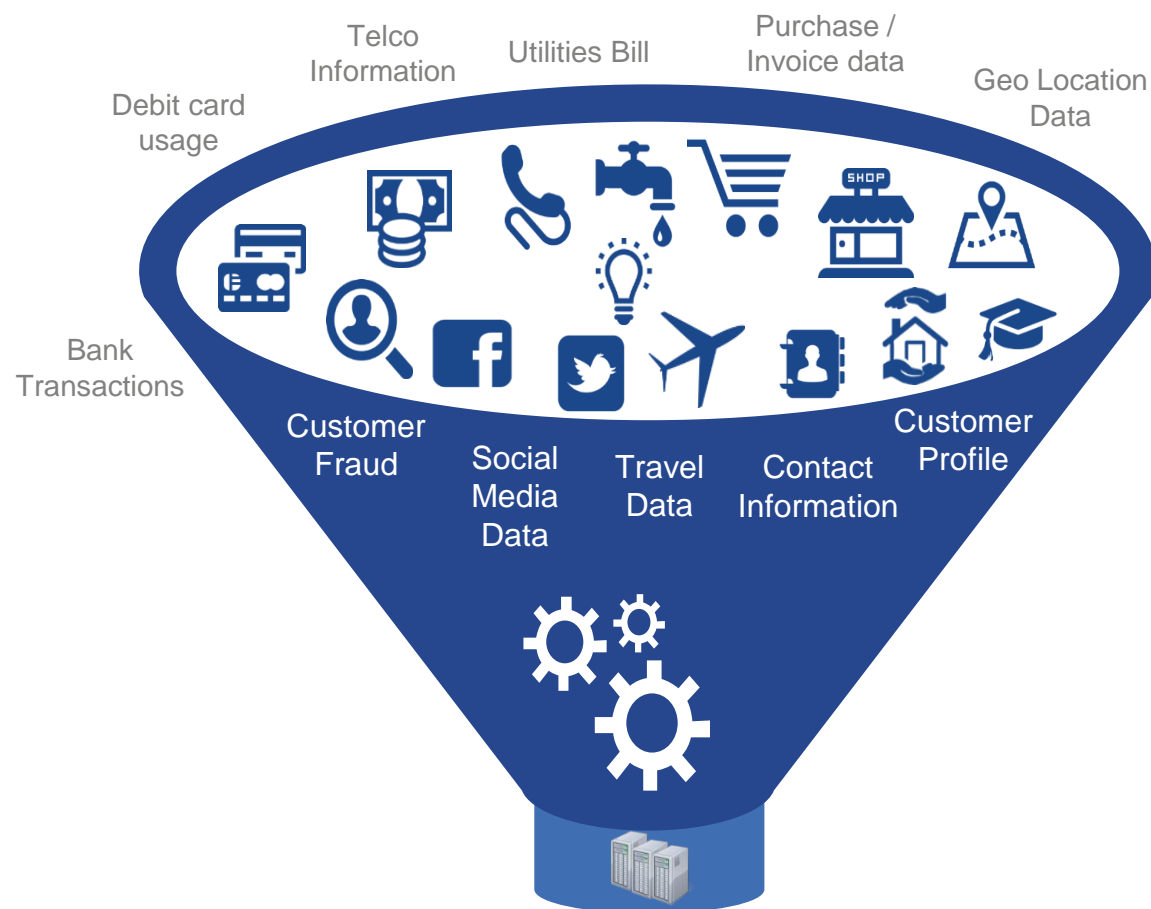 Telco
Information
Utilities Bill
Purchase /
Invoice data
Geo Location
Data
Debit card
usage
SHOP
Bank
Transactions
Customer
Fraud
Social
Media
Data
Travel
Data
Contact
Information
Customer
Profile